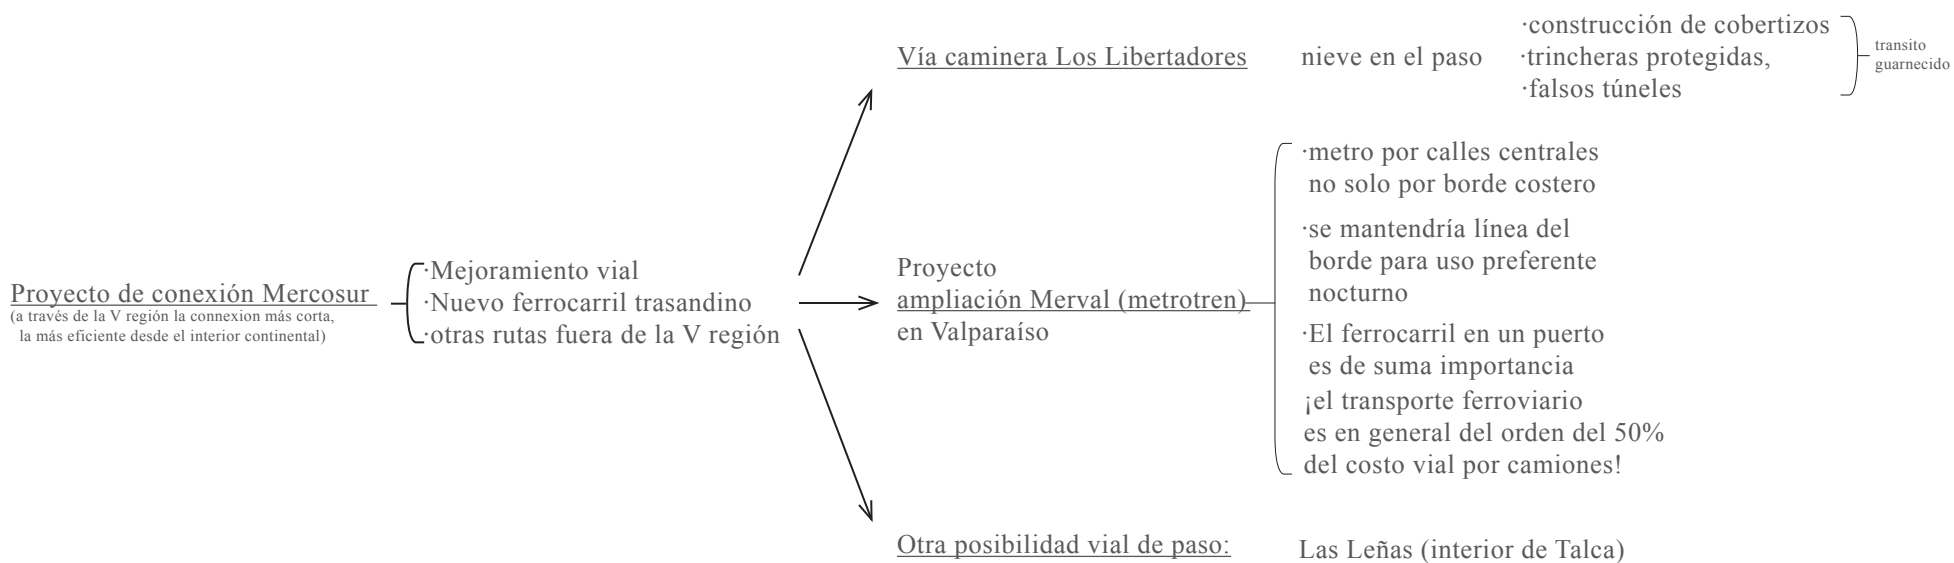 Proyecto de conexión Mercosur
(a través de la V región la connexion más corta,
la más eficiente desde el interior continental)
·Mejoramiento vial
·Nuevo ferrocarril trasandino
·otras rutas fuera de la V región
Vía caminera Los Libertadores
nieve en el paso
·construcción de cobertizos
·trincheras protegidas,
·falsos túneles
transito
guarnecido
Proyecto
ampliación Merval (metrotren)
en Valparaíso
·metro por calles centrales
no solo por borde costero
·se mantendría línea del
borde para uso preferente
nocturno
·El ferrocarril en un puerto
es de suma importancia
¡el transporte ferroviario
es en general del orden del 50%
del costo vial por camiones!
Otra posibilidad vial de paso:
Las Leñas (interior de Talca)